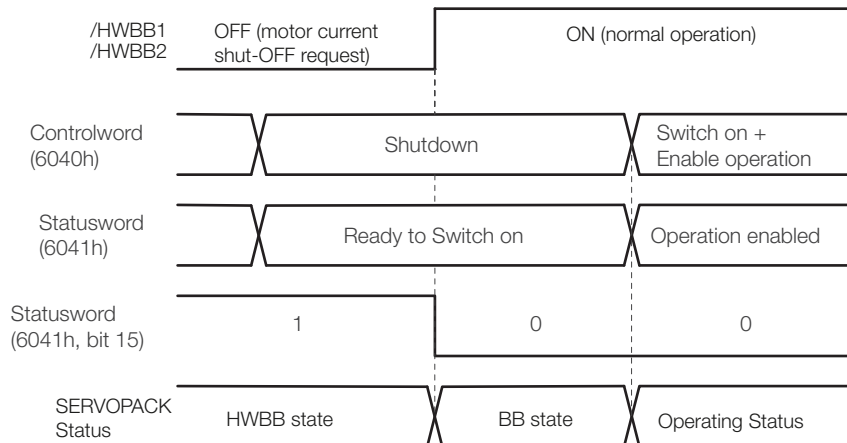 /HWBB1
/HWBB2
OFF (motor current
shut-OFF request)
ON (normal operation)
Controlword
(6040h)
Shutdown
Switch on +
Enable operation
Statusword
(6041h)
Ready to Switch on
Operation enabled
Statusword
(6041h, bit 15)
1
0
0
SERVOPACK
Status
HWBB state
BB state
Operating Status